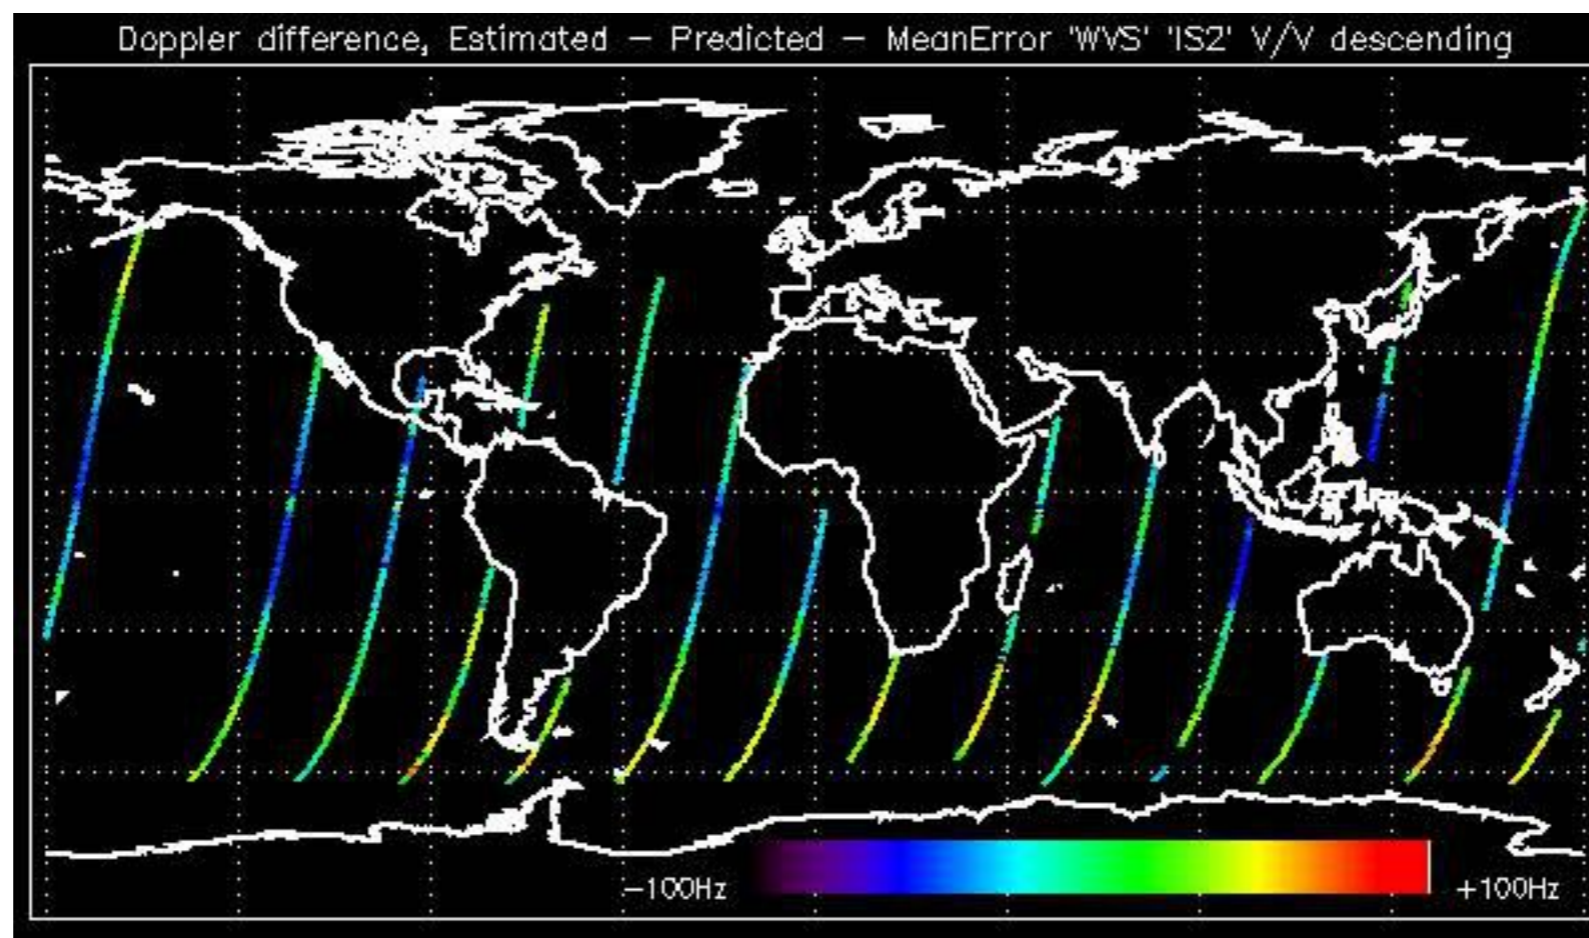 Doppler difference, Estimated — Predicted — MeanError 'WVS' 'IS2' V/V descending
−100Hz +100Hz